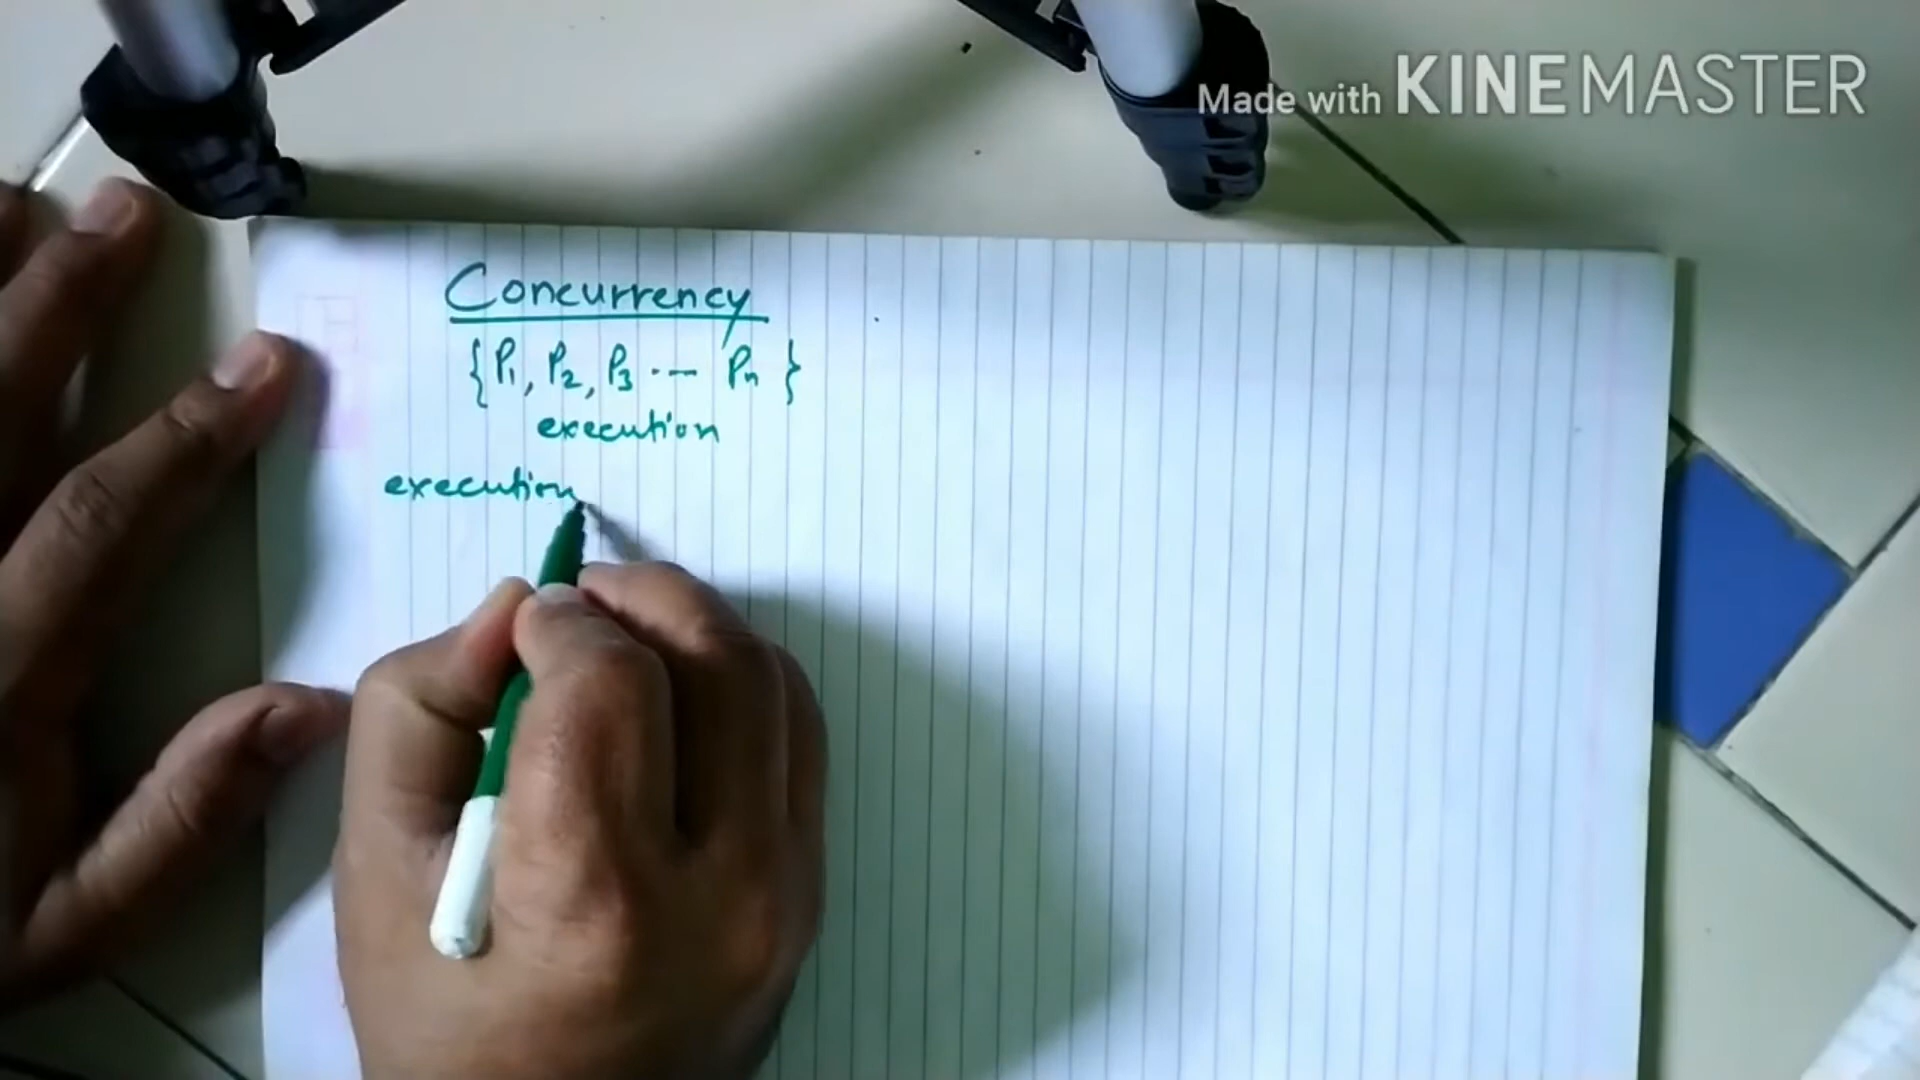 Made with KINEMASTER
Concurrency
{P1, P2, P3 .-- Pn}
execution
execution